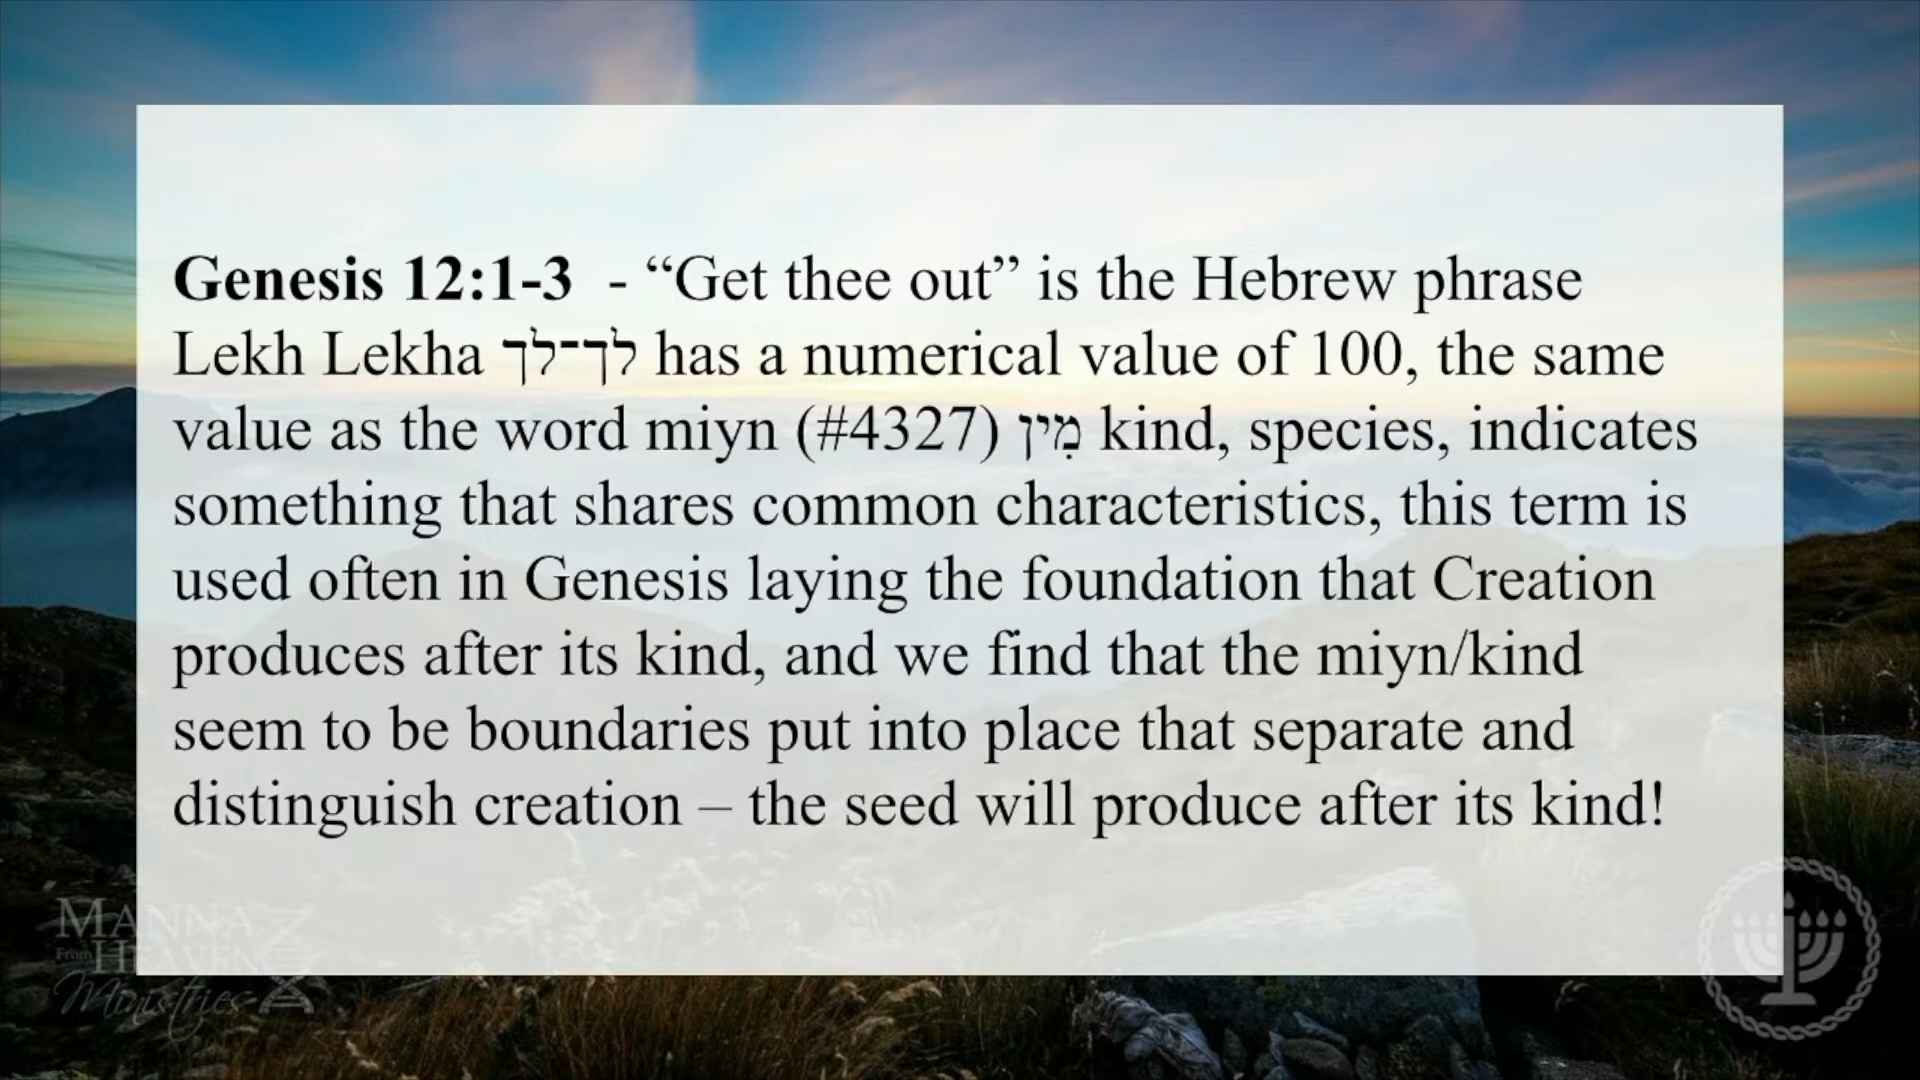 Genesis 12:1-3 - “Get thee out” is the Hebrew phrase
Lekh Lekha לך־לך has a numerical value of 100, the same
value as the word miyn (#4327) מִין kind, species, indicates
something that shares common characteristics, this term is
used often in Genesis laying the foundation that Creation
produces after its kind, and we find that the miyn/kind
seem to be boundaries put into place that separate and
distinguish creation – the seed will produce after its kind!
MANNA
From HEAVEN
Ministries